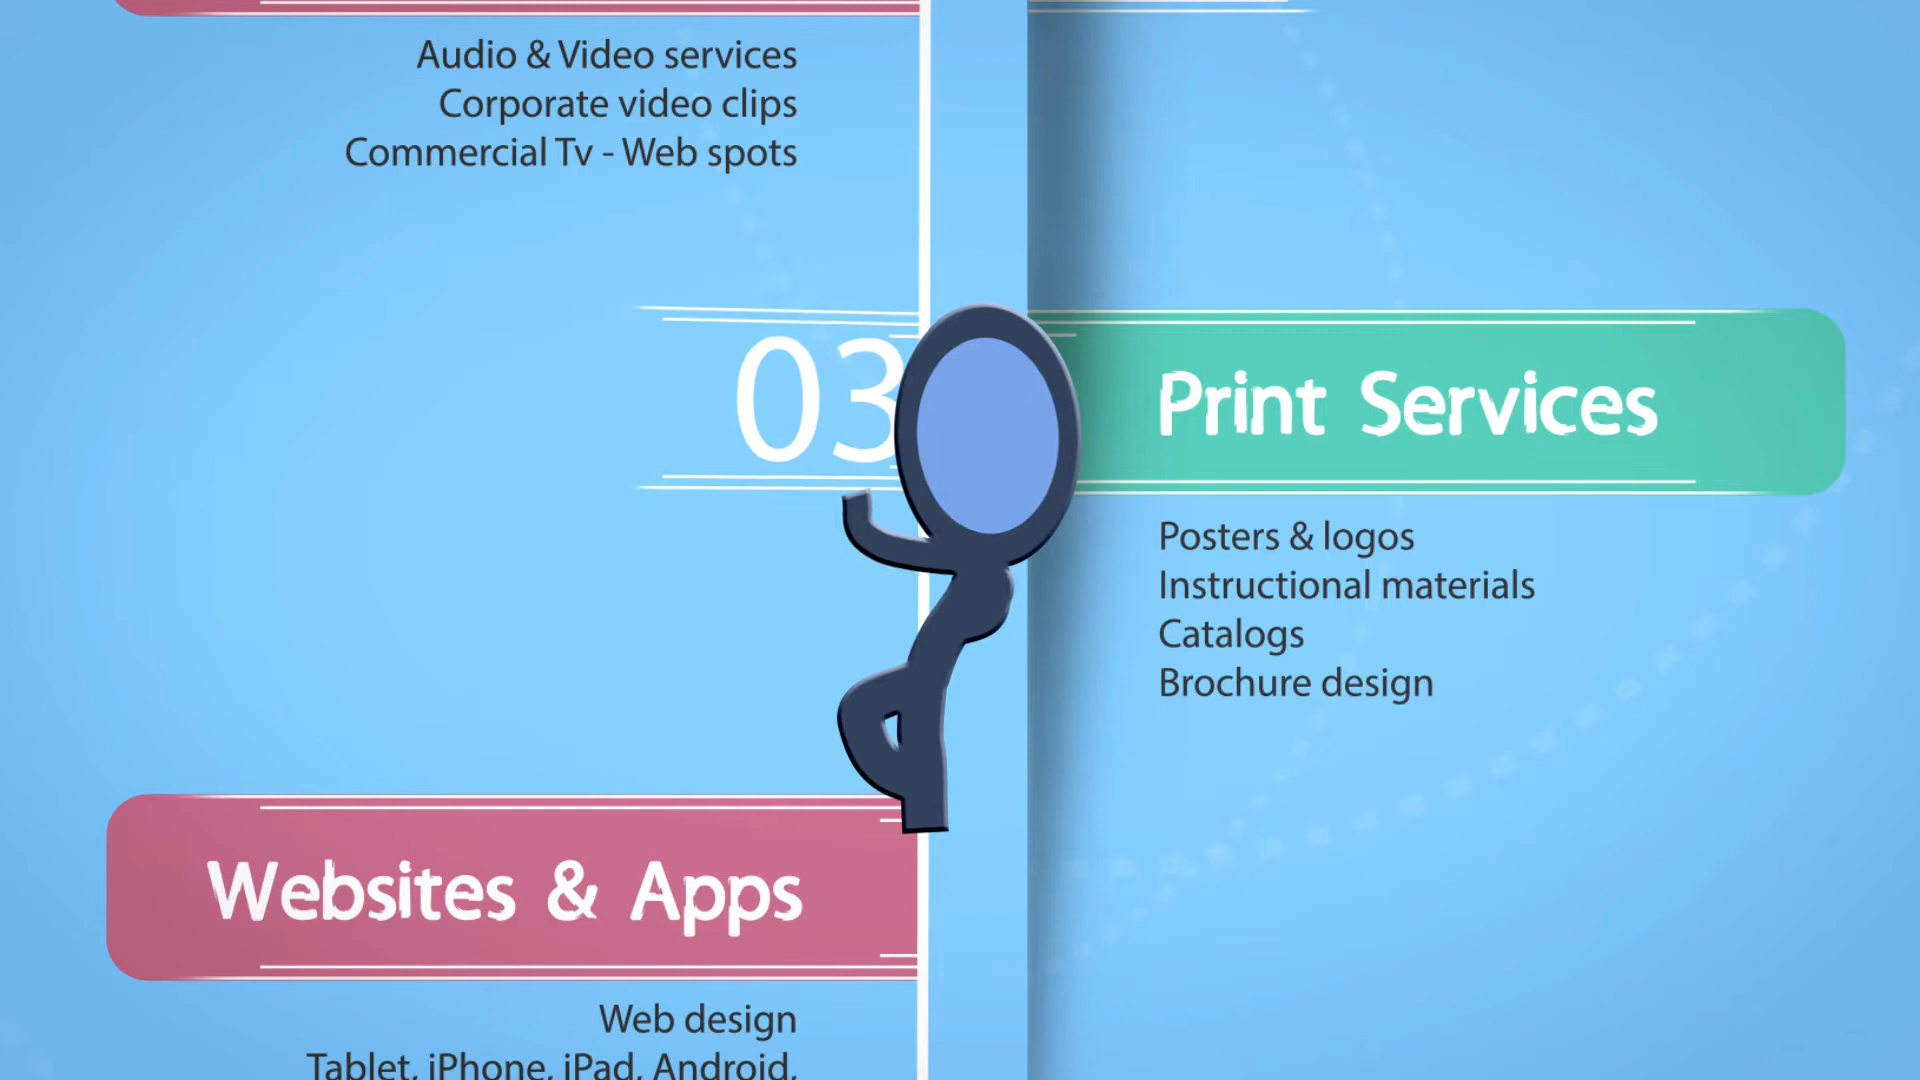 Audio & Video services
Corporate video clips
Commercial Tv - Web spots
03
Print Services
Posters & logos
Instructional materials
Catalogs
Brochure design
Websites & Apps
Web design
Tablet, iPhone, iPad, Android,